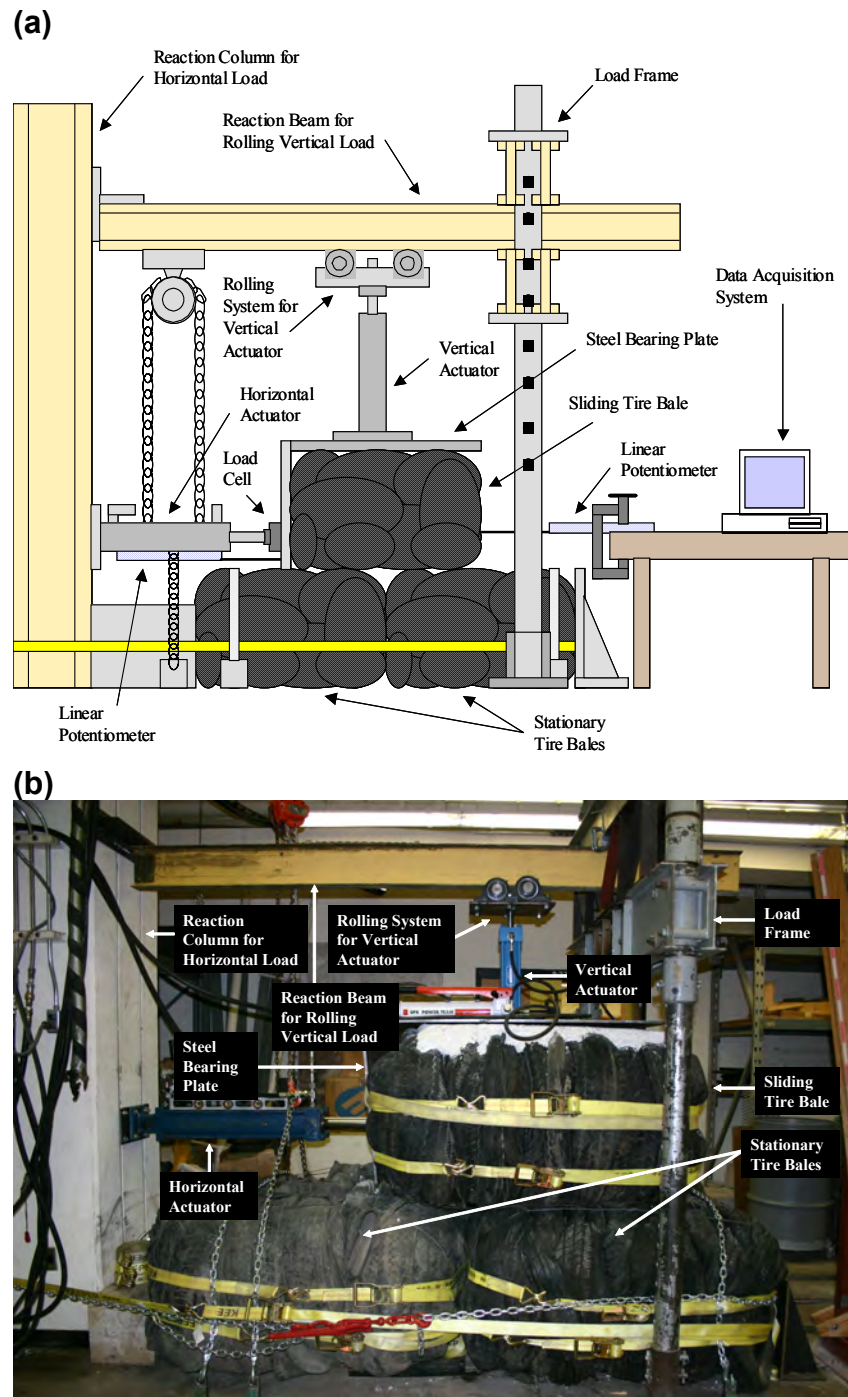 (a)
Reaction Column for
Horizontal Load
Load Frame
Reaction Beam for
Rolling Vertical Load
Rolling
System for
Vertical
Actuator
Data Acquisition
System
Vertical
Actuator
Steel Bearing Plate
Horizontal
Actuator
Sliding Tire Bale
Load
Cell
Linear
Potentiometer
Linear
Potentiometer
Stationary
Tire Bales
(b)
Reaction
Column for
Horizontal Load
Rolling System
for Vertical
Actuator
Load
Frame
Vertical
Actuator
Reaction Beam
for Rolling
Vertical Load
Steel
Bearing
Plate
Sliding
Tire Bale
Stationary
Tire Bales
Horizontal
Actuator
KEE